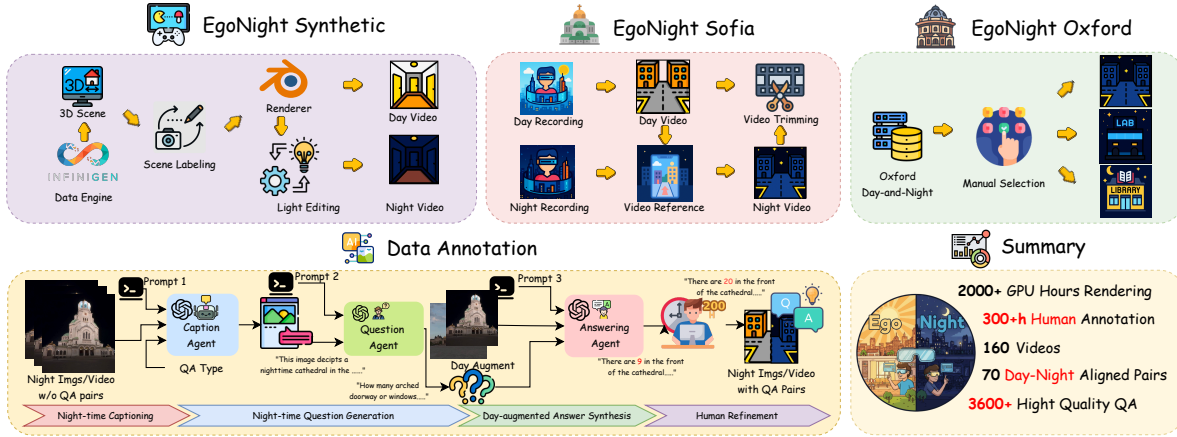 EgoNight Synthetic
3D
3D Scene
INFINIGEN
Data Engine
Scene Labeling
Renderer
Light Editing
Day Video
Night Video
EgoNight Sofia
Day Recording
Day Video
Video Trimming
Night Recording
Video Reference
Night Video
EgoNight Oxford
Oxford
Day-and-Night
Manual Selection
LAB
LIBRARY
Data Annotation
Night Imgs/Video
w/o QA pairs
Prompt 1
Caption
Agent
QA Type
Prompt 2
"This image decipts a
nighttime cathedral in the ......"
Question
Agent
"How many arched
doorway or windows...."
Day Augment
Prompt 3
Answering
Agent
"There are 9 in the front
of the cathedral....."
"There are 20 in the front
of the cathedral....."
200
Q
A
Night Imgs/Video
with QA Pairs
Night-time Captioning
Night-time Question Generation
Day-augmented Answer Synthesis
Human Refinement
Summary
Ego Night
2000+ GPU Hours Rendering
300+h Human Annotation
160 Videos
70 Day-Night Aligned Pairs
3600+ Hight Quality QA